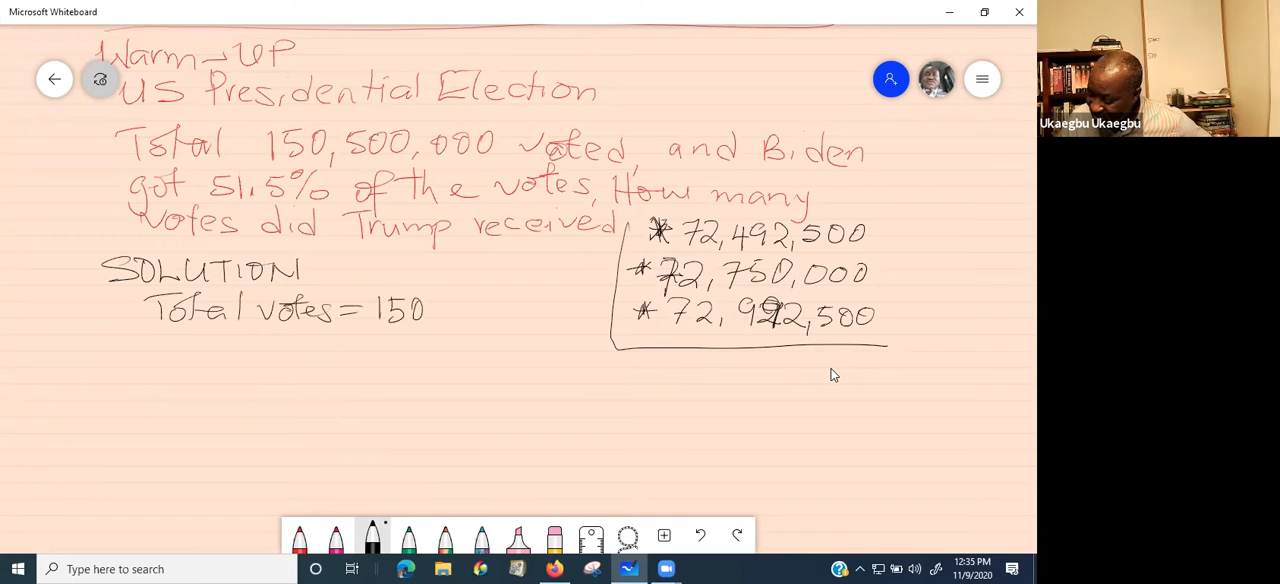 Microsoft Whiteboard
Warm-UP
US Presidential Election
Total 150,500,000 voted, and Biden
got 51.5% of the votes, How many
votes did Trump received
* 72,492,500
* 72,750,000
* 72,992,500
SOLUTION
Total votes = 150
Ukaegbu Ukaegbu
Type here to search
12:35 PM
11/9/2020